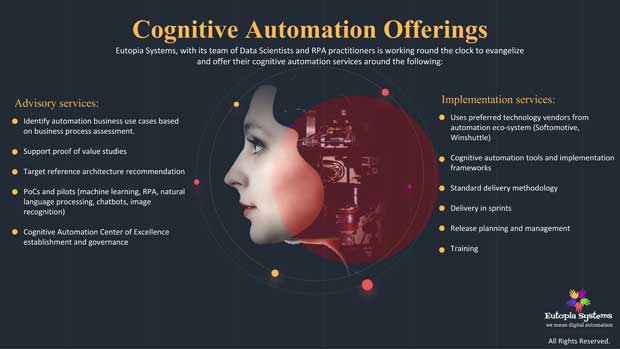 Cognitive Automation Offerings
Eutopia Systems, with its team of Data Scientists and RPA practitioners is working round the clock to evangelize
and offer their cognitive automation services around the following:
Advisory services:
Identify automation business use cases based
on business process assessment.
Support proof of value studies
Target reference architecture recommendation
PoCs and pilots (machine learning, RPA, natural
language processing, chatbots, image
recognition)
Cognitive Automation Center of Excellence
establishment and governance
Implementation services:
Uses preferred technology vendors from
automation eco-system (Softomotive,
Winshuttle)
Cognitive automation tools and implementation
frameworks
Standard delivery methodology
Delivery in sprints
Release planning and management
Training
Eutopia Systems
we mean digital automation
All Rights Reserved.